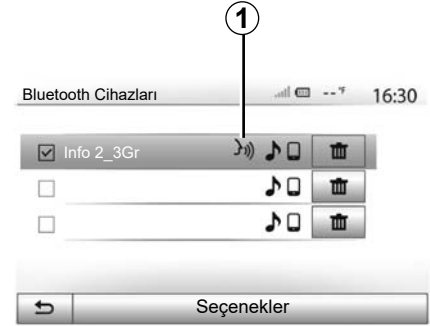 1
Bluetooth Cihazları -- °F 16:30
Info 2_3Gr
Seçenekler